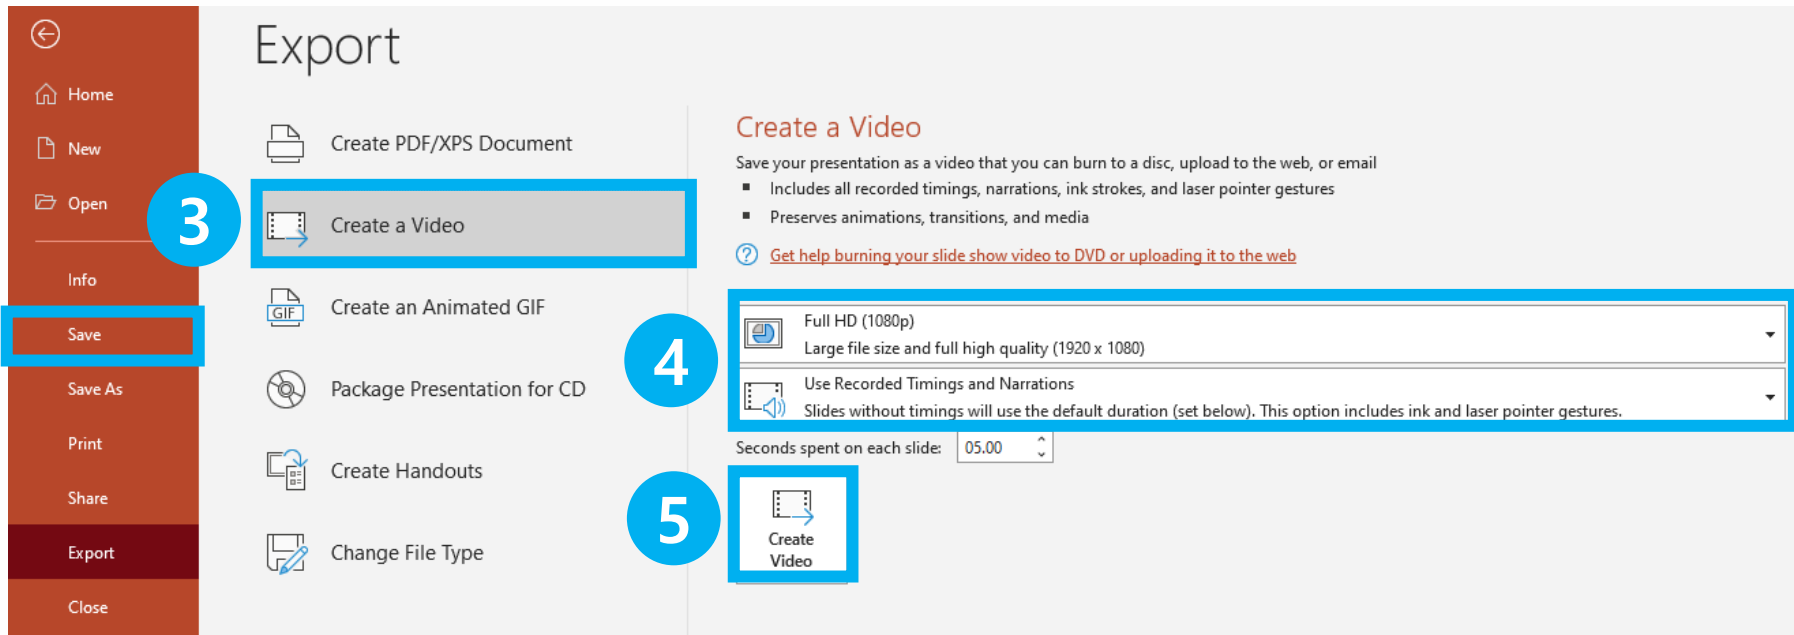 Export
Home
New
Open
Info
Save
Save As
Print
Share
Export
Close
3
Create PDF/XPS Document
Create a Video
GIF
Create an Animated GIF
Package Presentation for CD
Create Handouts
Change File Type
Create a Video
Save your presentation as a video that you can burn to a disc, upload to the web, or email
Includes all recorded timings, narrations, ink strokes, and laser pointer gestures
Preserves animations, transitions, and media
? Get help burning your slide show video to DVD or uploading it to the web
4
Full HD (1080p)
Large file size and full high quality (1920 x 1080)
Use Recorded Timings and Narrations
Slides without timings will use the default duration (set below). This option includes ink and laser pointer gestures.
Seconds spent on each slide: 05.00
5
Create
Video